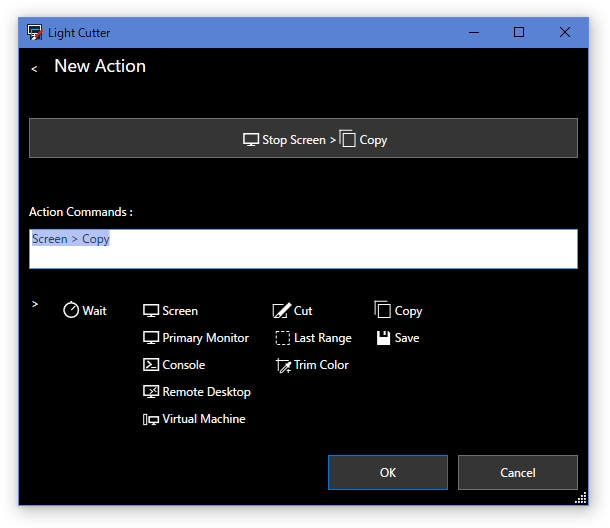 Light Cutter
< New Action
Stop Screen > Copy
Action Commands :
Screen > Copy
> Wait Screen Cut Copy
Primary Monitor Last Range Save
Console Trim Color
Remote Desktop
Virtual Machine
OK Cancel